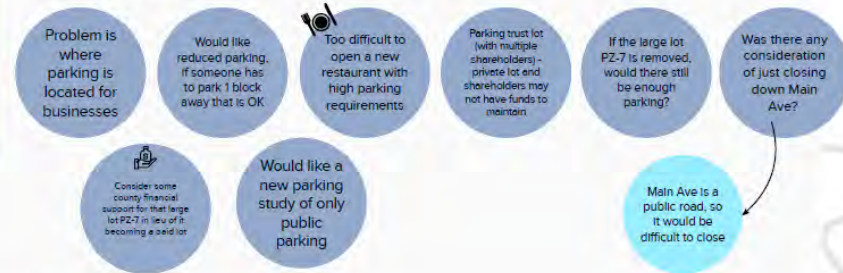 Problem is
where
parking is
located for
businesses
Would like
reduced parking,
if someone has
to park 1 block
away that is OK
Too difficult to
open a new
restaurant with
high parking
requirements
Parking trust lot
(with multiple
shareholders) -
private lot and
shareholders may
not have funds to
maintain
If the large lot
PZ-7 is removed,
would there still
be enough
parking?
Was there any
consideration
of just closing
down Main
Ave?
Consider some
county financial
support for that large
lot PZ-7 in lieu of it
becoming a paid lot
Would like a
new parking
study of only
public
parking
Main Ave is a
public road, so
it would be
difficult to close